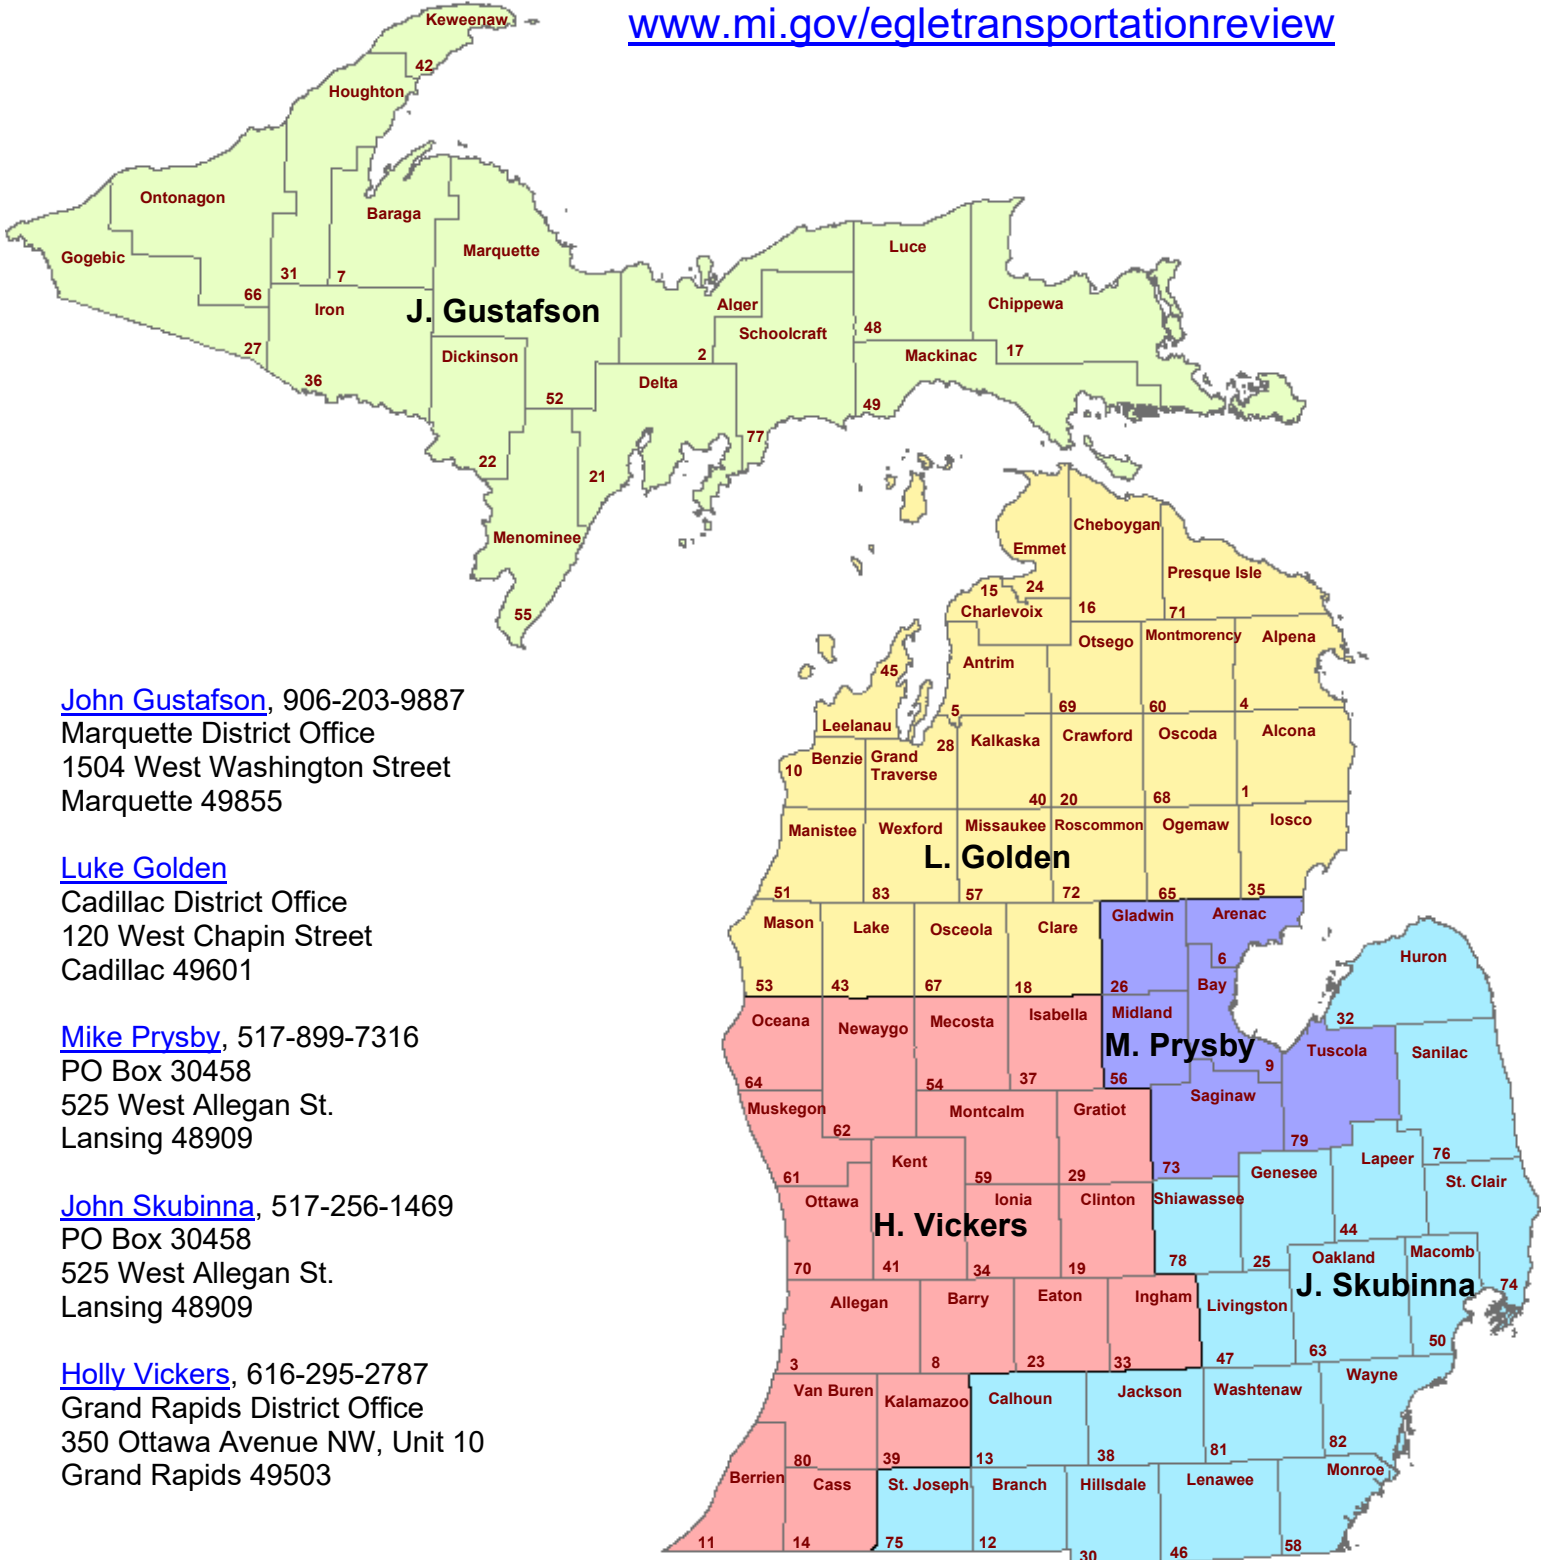 www.mi.gov/egletransportationreview
Keweenaw
42
Houghton
Ontonagon
Baraga
Gogebic
Marquette
Luce
31
7
66
Iron
J. Gustafson
Alger
Chippewa
Schoolcraft
48
27
Dickinson
2
Mackinac
17
36
Delta
52
49
77
22
21
Menominee
55
Cheboygan
Emmet
Presque Isle
15
24
Charlevoix
16
71
Otsego
Montmorency
Alpena
Antrim
45
5
69
60
4
Leelanau
28
Kalkaska
Crawford
Oscoda
Alcona
Benzie
Grand
Traverse
10
40
20
68
1
Manistee
Wexford
Missaukee
Roscommon
Ogemaw
Iosco
L. Golden
51
83
57
72
65
35
Mason
Lake
Osceola
Clare
Gladwin
Arenac
6
Huron
53
43
67
18
26
Bay
Oceana
Newaygo
Mecosta
Isabella
Midland
32
M. Prysby
Tuscola
Sanilac
64
54
37
56
9
Muskegon
Montcalm
Gratiot
Saginaw
62
79
Kent
Lapeer
76
61
59
29
73
Genesee
St. Clair
Ottawa
Ionia
Clinton
Shiawassee
H. Vickers
44
70
41
34
19
78
25
Oakland
Macomb
J. Skubinna
74
Allegan
Barry
Eaton
Ingham
Livingston
50
3
8
23
33
47
63
Van Buren
Kalamazoo
Calhoun
Jackson
Washtenaw
Wayne
80
39
13
38
81
82
Berrien
Cass
St. Joseph
Branch
Hillsdale
Lenawee
Monroe
11
14
75
12
30
46
58
John Gustafson, 906-203-9887
Marquette District Office
1504 West Washington Street
Marquette 49855
Luke Golden
Cadillac District Office
120 West Chapin Street
Cadillac 49601
Mike Prysby, 517-899-7316
PO Box 30458
525 West Allegan St.
Lansing 48909
John Skubinna, 517-256-1469
PO Box 30458
525 West Allegan St.
Lansing 48909
Holly Vickers, 616-295-2787
Grand Rapids District Office
350 Ottawa Avenue NW, Unit 10
Grand Rapids 49503